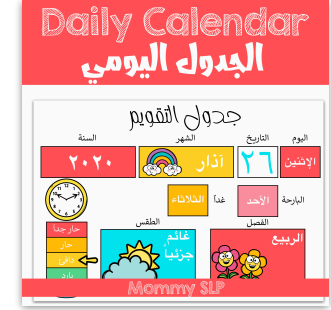 Daily Calendar
الجدول اليومي
جدول التقويم
اليوم التاريخ الشهر السنة
الإثنين ٢٦ آذار ٢٠٢٠
البارحة الأحد غداً الثلاثاء
الفصل الطقس
الربيع غائم جزئياً
حار جداً
حار
دافئ
بارد
Mommy SLP